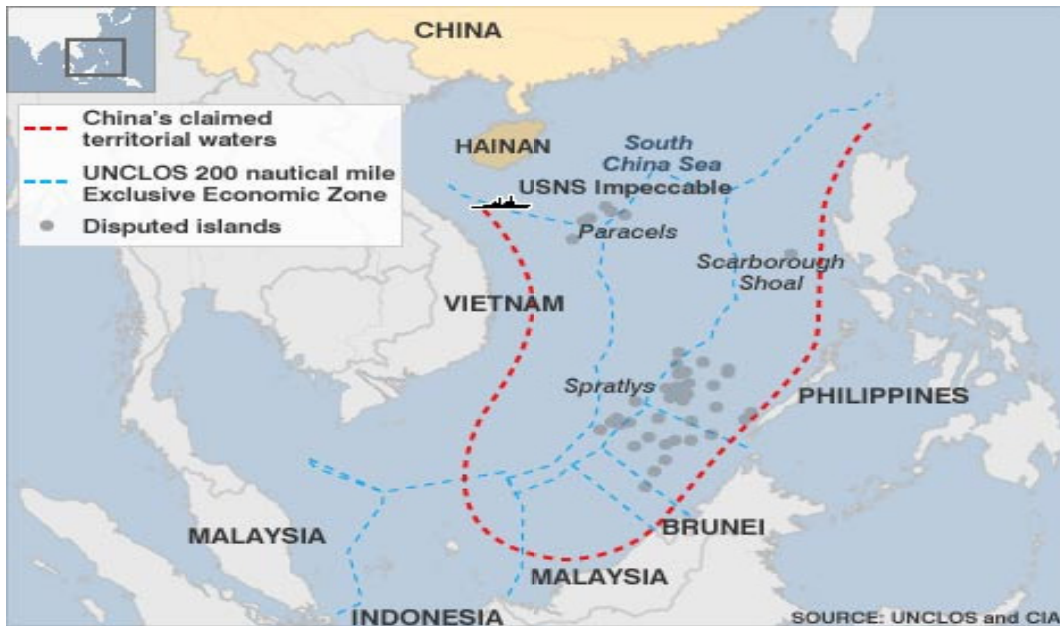 CHINA
China's claimed
territorial waters
UNCLOS 200 nautical mile
Exclusive Economic Zone
Disputed islands
HAINAN
South
China Sea
USNS Impeccable
Paracels
Scarborough
Shoal
VIETNAM
Spratlys
PHILIPPINES
MALAYSIA
BRUNEI
MALAYSIA
INDONESIA
SOURCE: UNCLOS and CIA